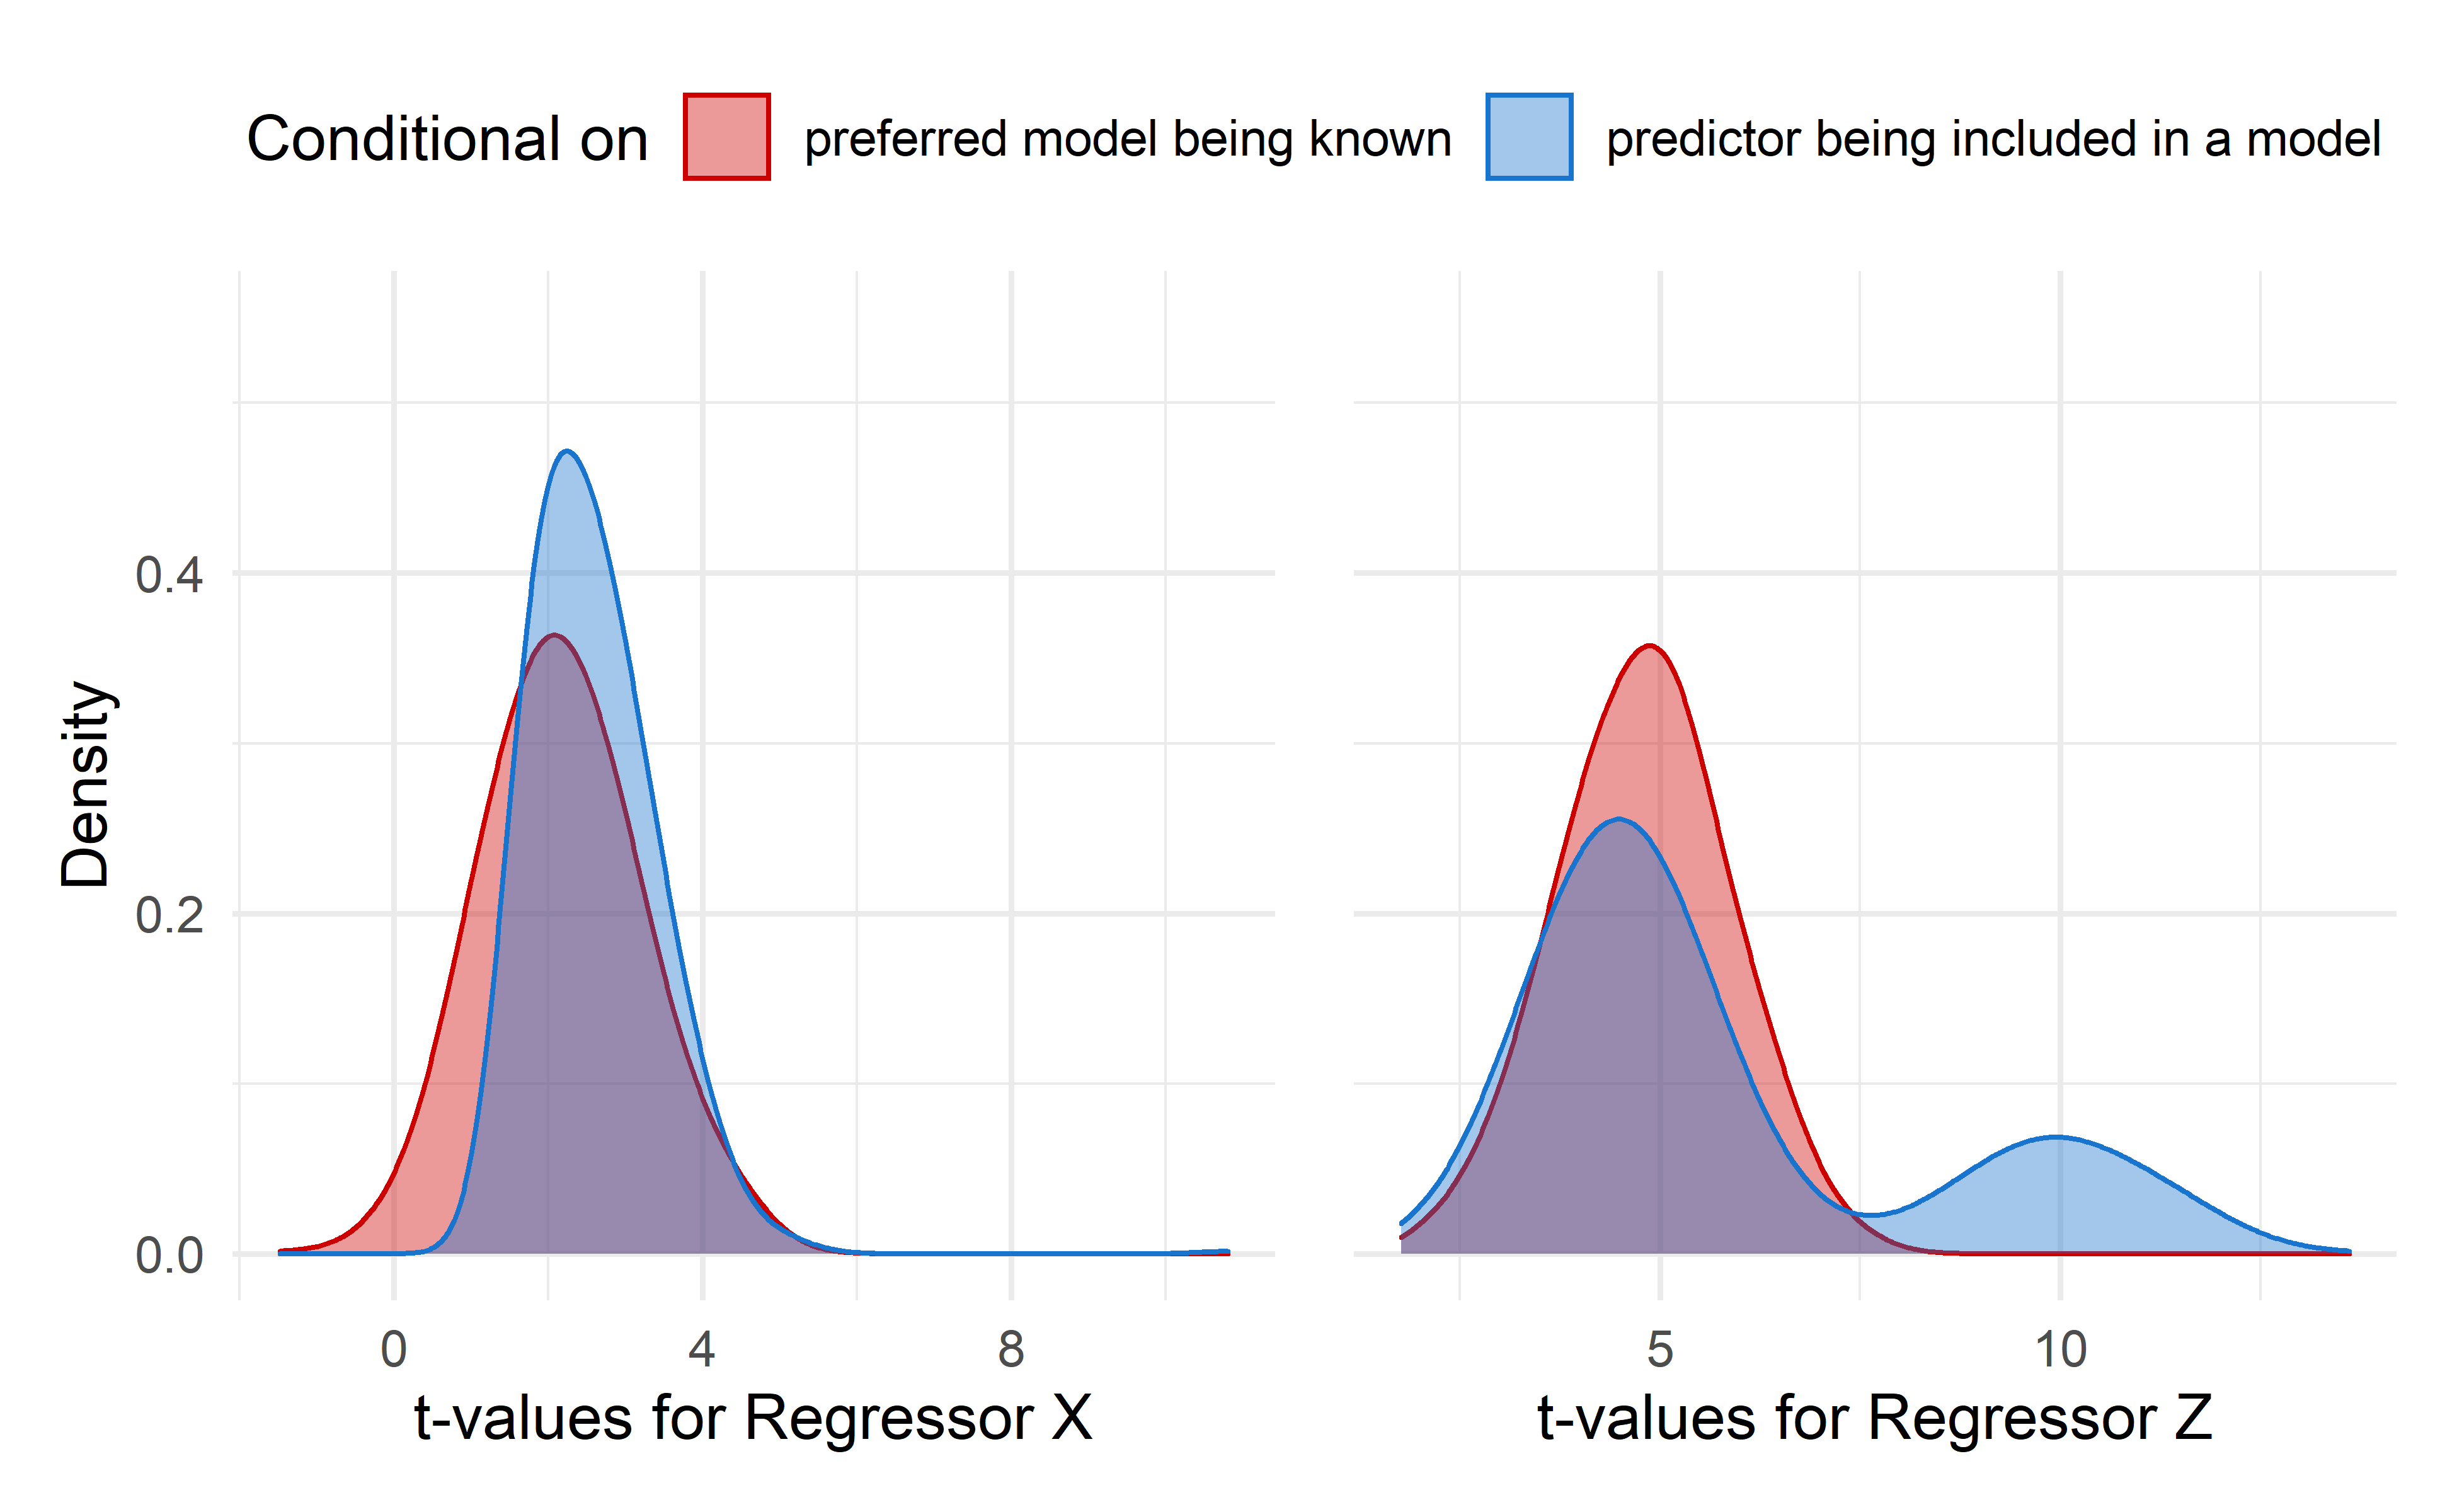 Conditional on preferred model being known predictor being included in a model
Density
0.4
0.2
0.0
0 4 8
5 10
t-values for Regressor X
t-values for Regressor Z